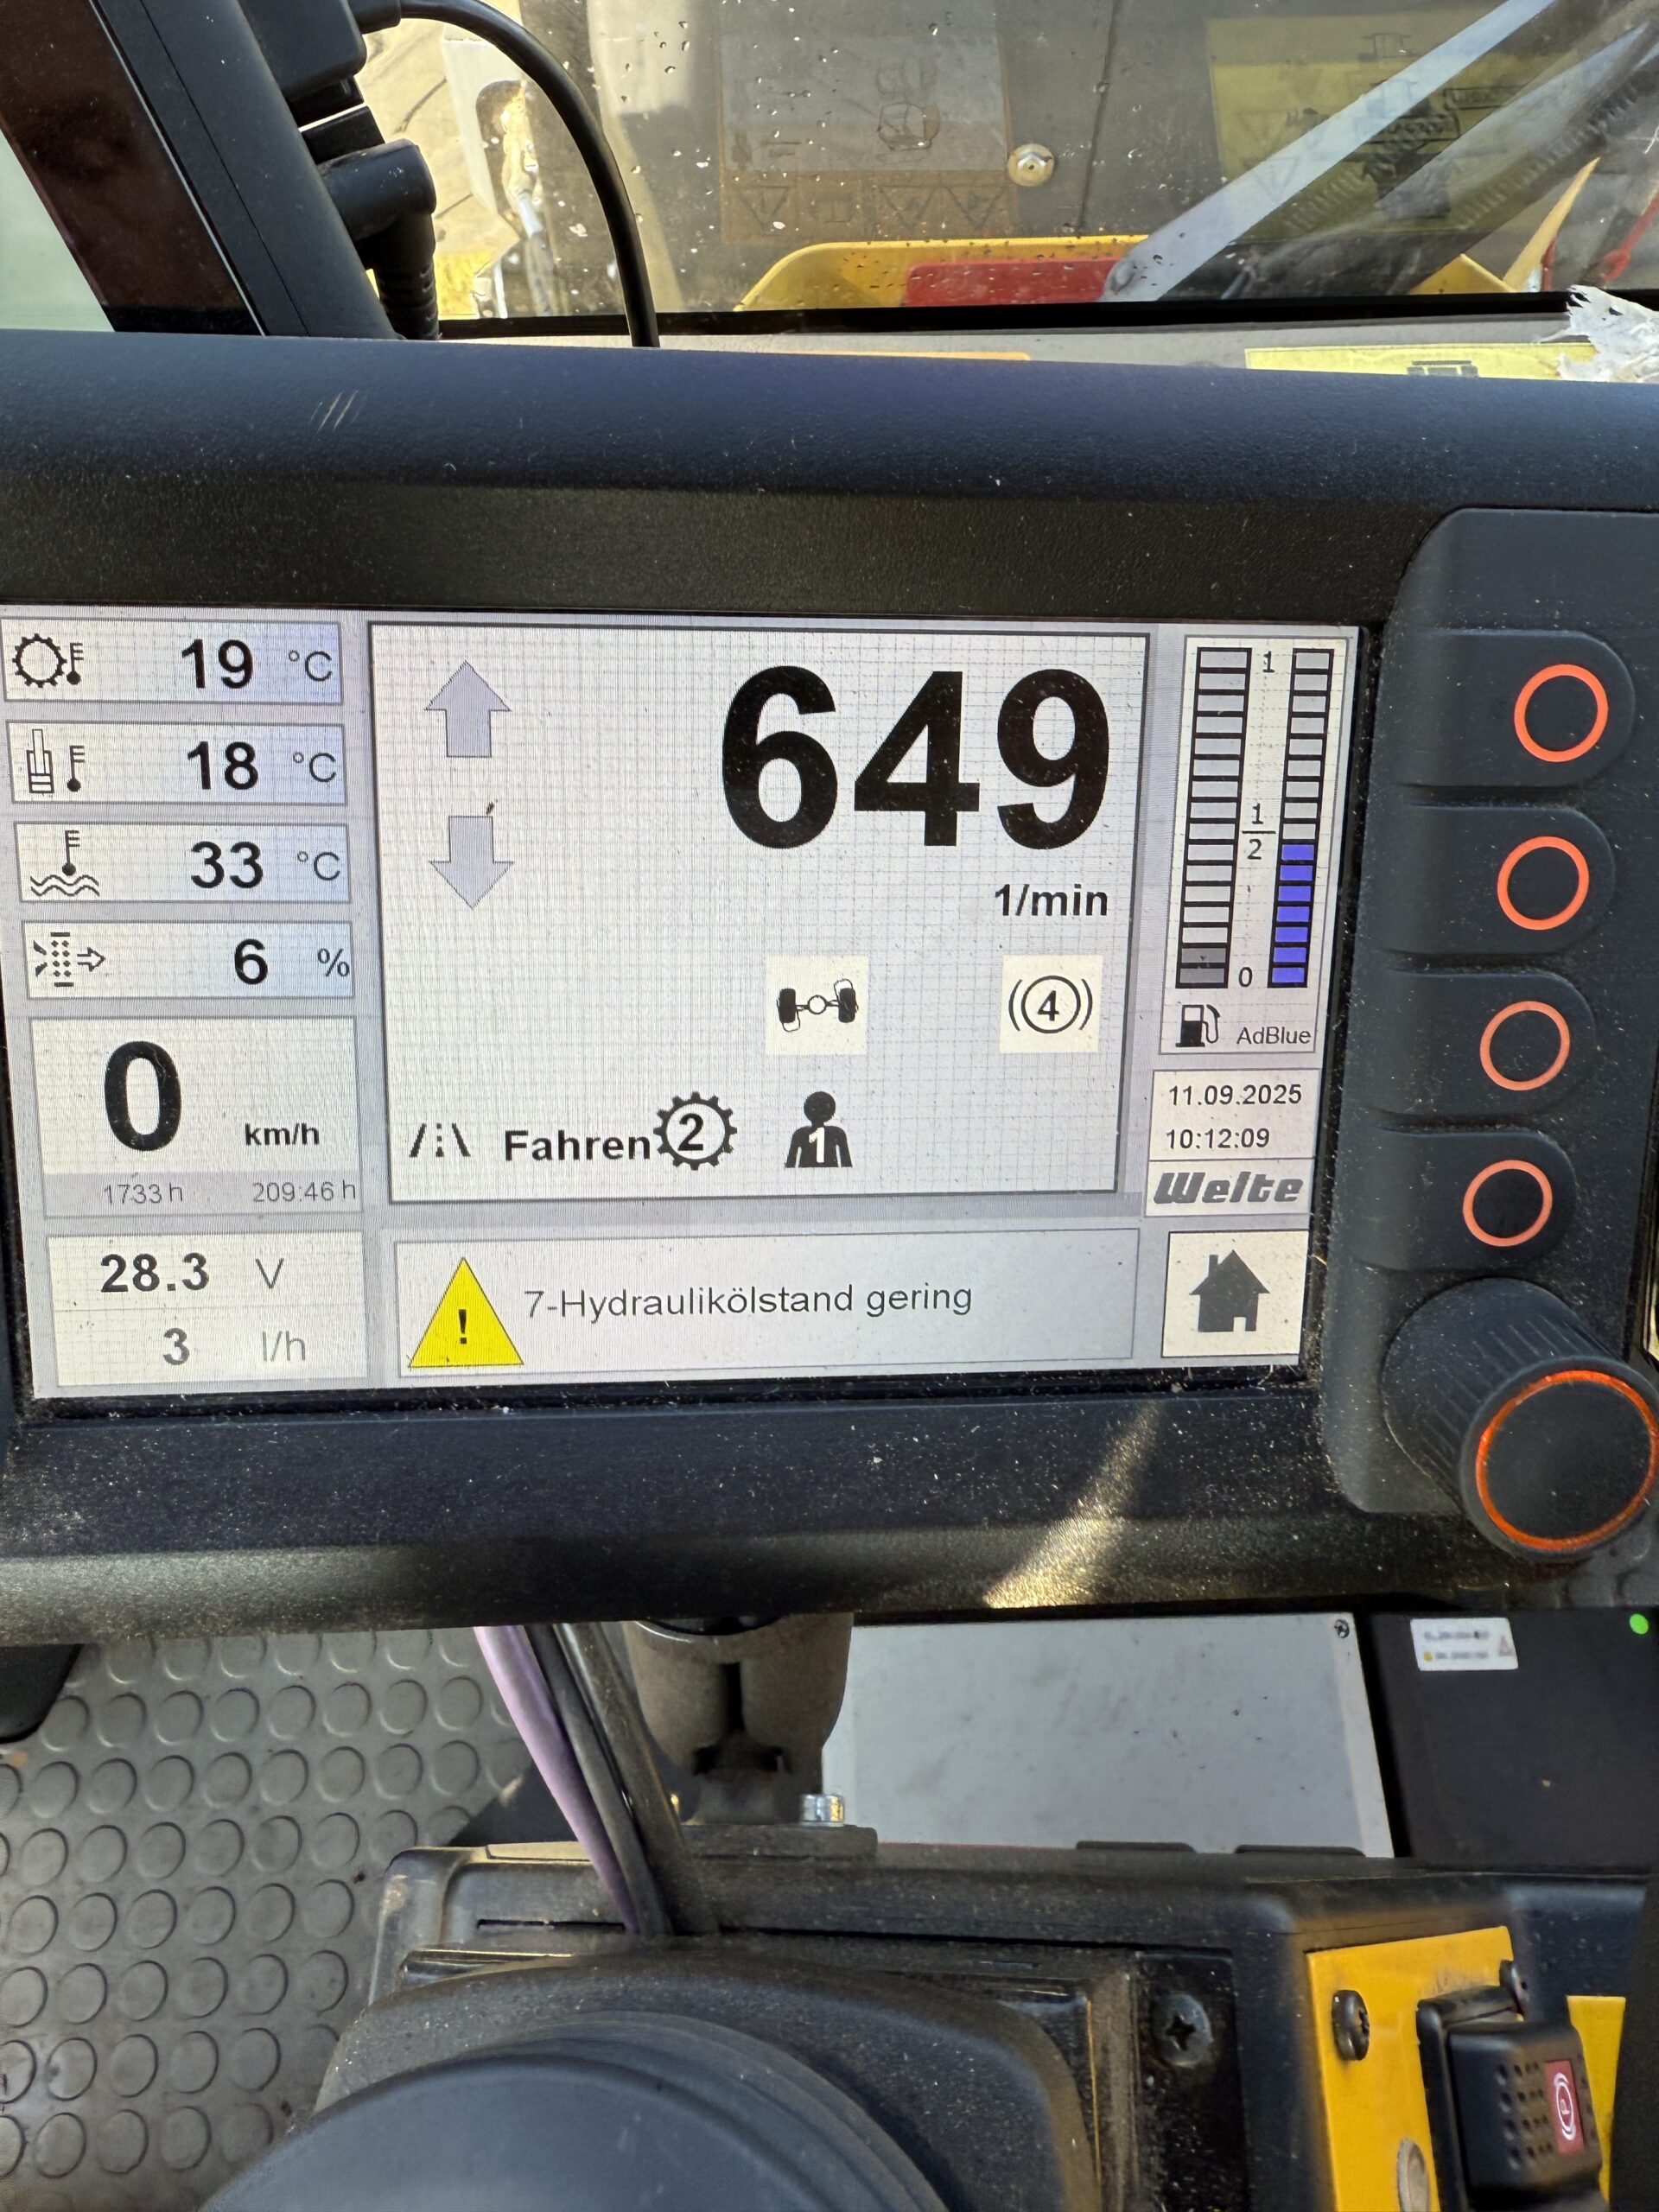 19 °C
18 °C
33 °C
6 %
0 km/h
1733 h 209:46 h
28.3 V
3 l/h
649
1/min
4
Fahren 2
1
7-Hydraulikölstand gering
1
1
2
0
AdBlue
11.09.2025
10:12:09
Welte